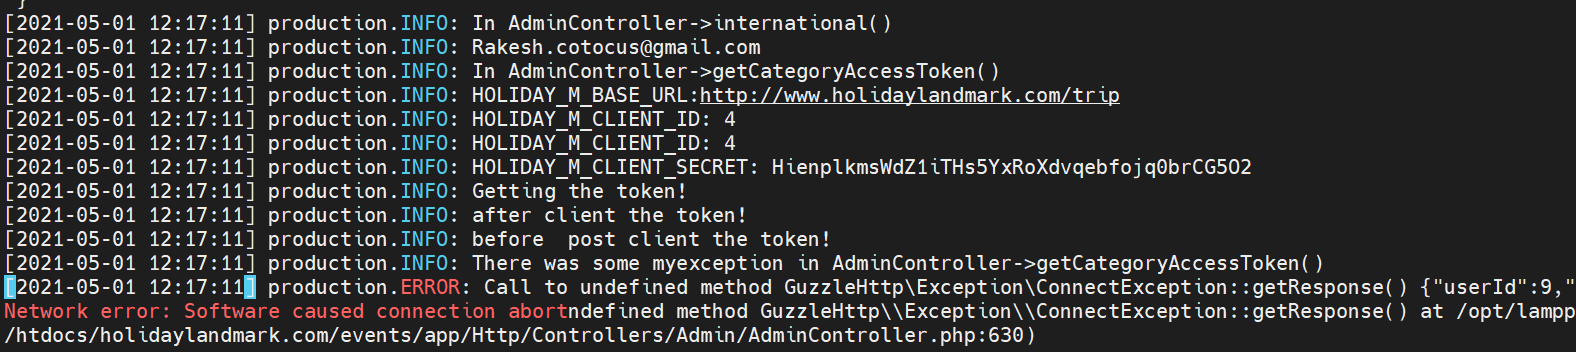 }
[2021-05-01 12:17:11] production.INFO: In AdminController->international()
[2021-05-01 12:17:11] production.INFO: Rakesh.cotocus@gmail.com
[2021-05-01 12:17:11] production.INFO: In AdminController->getCategoryAccessToken()
[2021-05-01 12:17:11] production.INFO: HOLIDAY_M_BASE_URL:http://www.holidaylandmark.com/trip
[2021-05-01 12:17:11] production.INFO: HOLIDAY_M_CLIENT_ID: 4
[2021-05-01 12:17:11] production.INFO: HOLIDAY_M_CLIENT_ID: 4
[2021-05-01 12:17:11] production.INFO: HOLIDAY_M_CLIENT_SECRET: HienplkmsWdZ1iTHs5YxRoXdvqebfojq0brCG5O2
[2021-05-01 12:17:11] production.INFO: Getting the token!
[2021-05-01 12:17:11] production.INFO: after client the token!
[2021-05-01 12:17:11] production.INFO: before  post client the token!
[2021-05-01 12:17:11] production.INFO: There was some myexception in AdminController->getCategoryAccessToken()
[2021-05-01 12:17:11] production.ERROR: Call to undefined method GuzzleHttp\Exception\ConnectException::getResponse() {"userId":9,"
Network error: Software caused connection abortndefined method GuzzleHttp\\Exception\\ConnectException::getResponse() at /opt/lampp
/htdocs/holidaylandmark.com/events/app/Http/Controllers/Admin/AdminController.php:630)